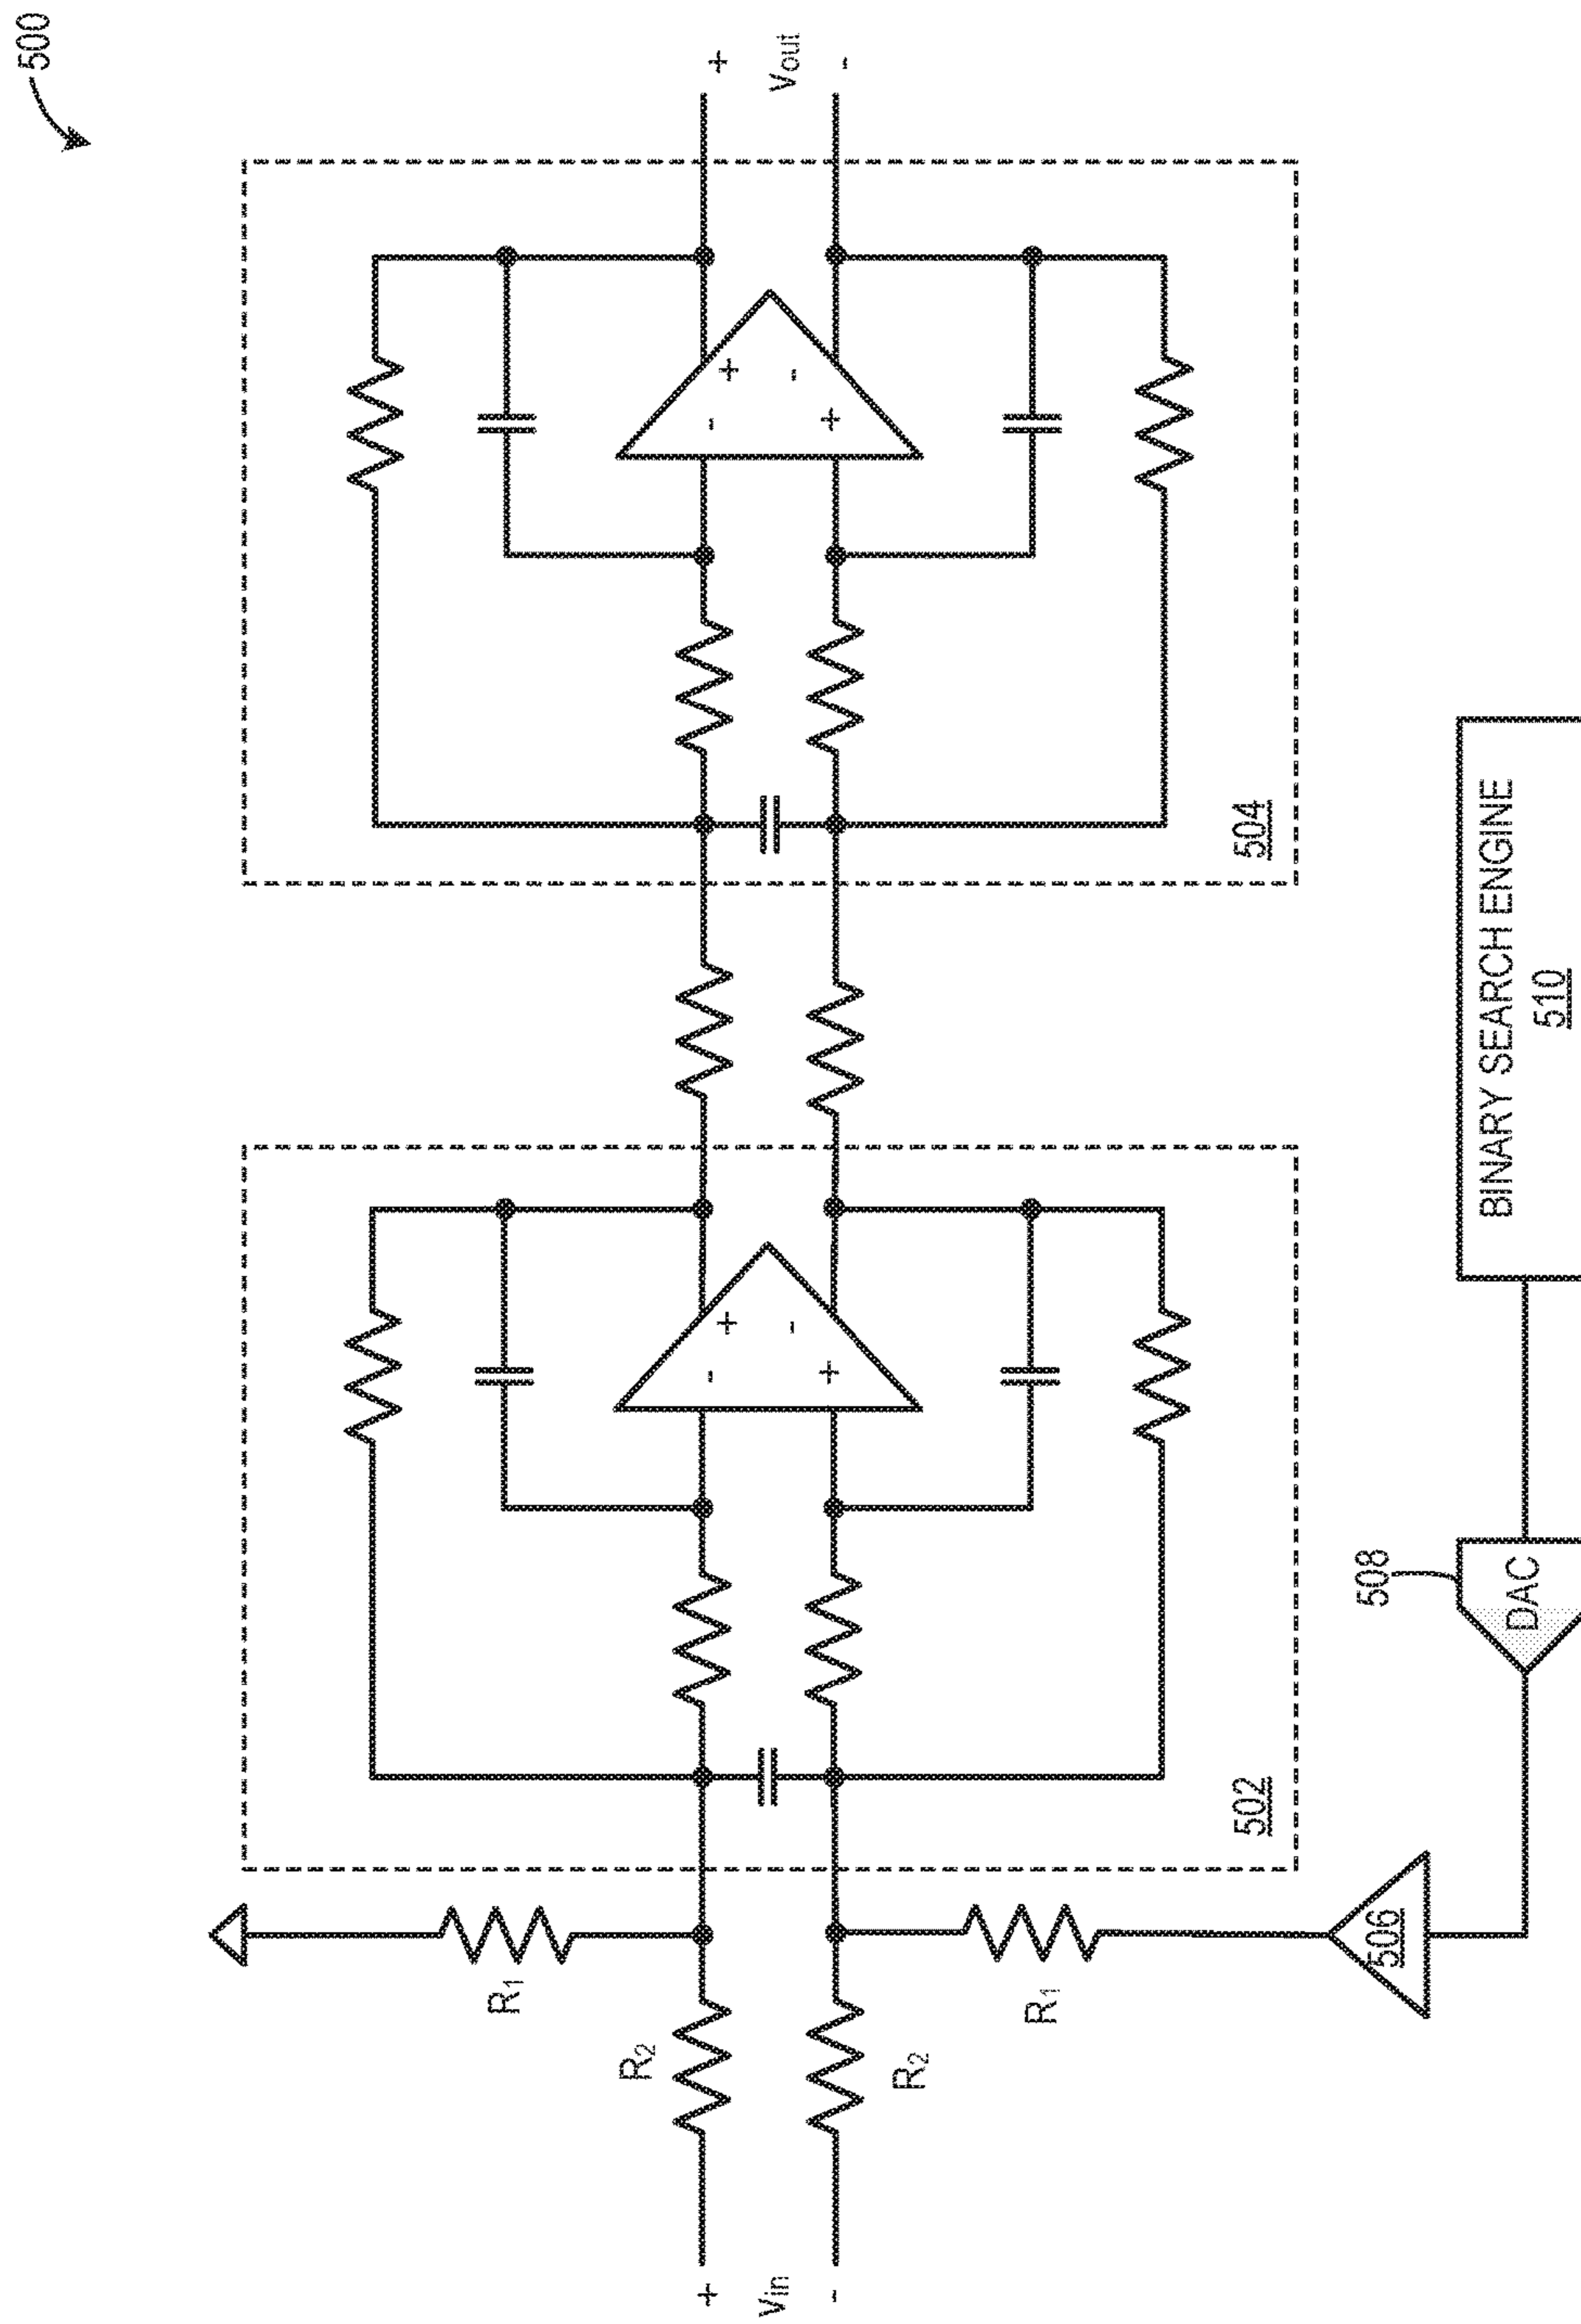 500
+
Vout
-
+
-
-
+
504
+
-
-
+
502
R1
R2
R1
R2
+
Vin
-
506
508
DAC
BINARY SEARCH ENGINE
510